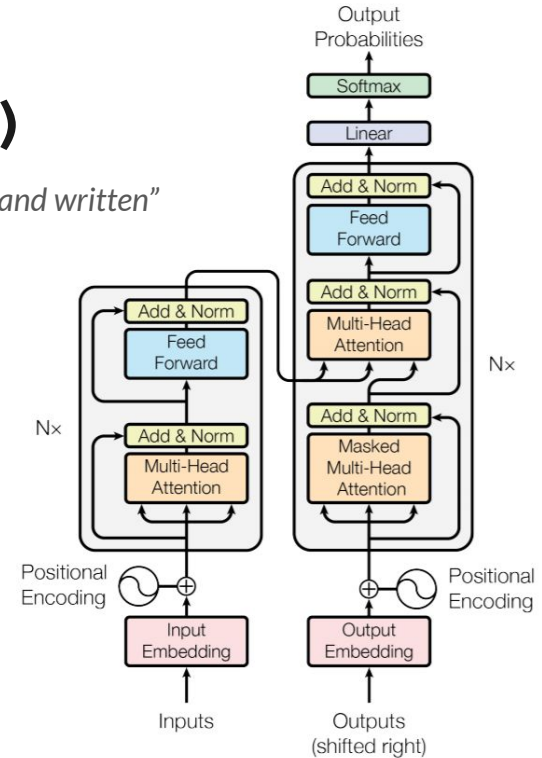 )
and written”
Output
Probabilities
Softmax
Linear
Add & Norm
Feed
Forward
Add & Norm
Multi-Head
Attention
Nx
Add & Norm
Masked
Multi-Head
Attention
Add & Norm
Feed
Forward
Nx
Add & Norm
Multi-Head
Attention
Positional
Encoding
Positional
Encoding
Input
Embedding
Output
Embedding
Inputs
Outputs
(shifted right)